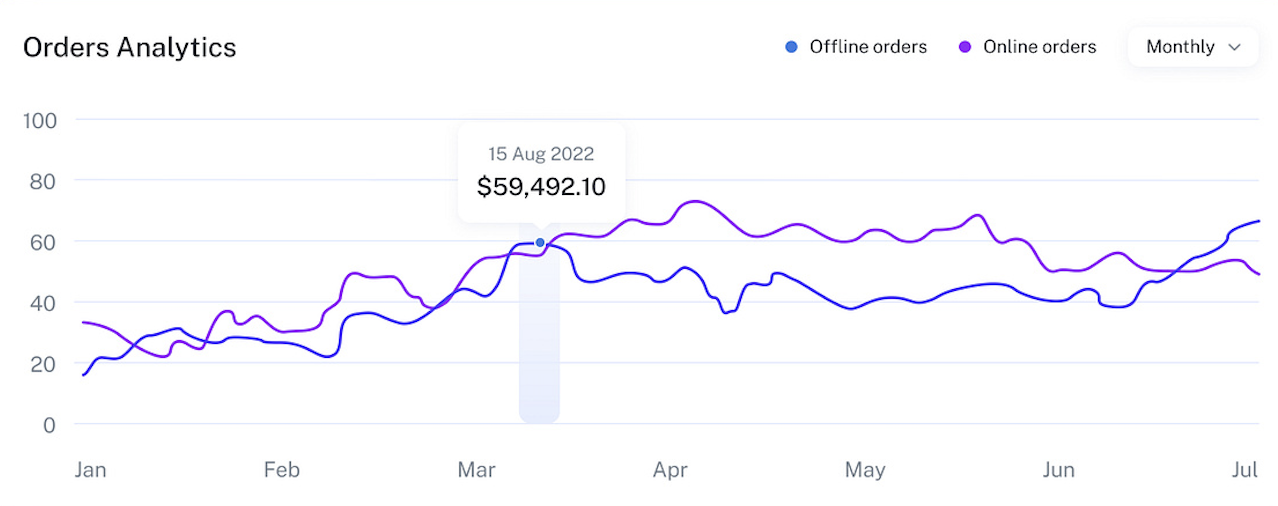 Orders Analytics
Offline orders
Online orders
Monthly
100
80
60
40
20
0
15 Aug 2022
$59,492.10
Jan Feb Mar Apr May Jun Jul